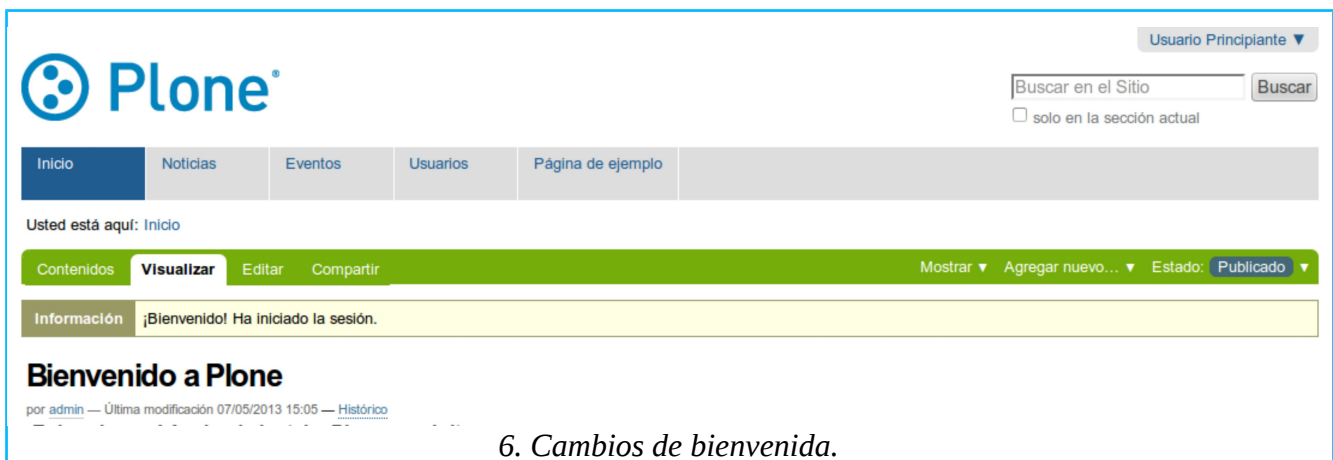 Usuario Principiante ▼
Plone®
Buscar en el Sitio Buscar
solo en la sección actual
Inicio Noticias Eventos Usuarios Página de ejemplo
Usted está aquí: Inicio
Contenidos Visualizar Editar Compartir Mostrar ▼ Agregar nuevo... ▼ Estado: Publicado ▼
Información ¡Bienvenido! Ha iniciado la sesión.
Bienvenido a Plone
por admin — Última modificación 07/05/2013 15:05 — Histórico
6. Cambios de bienvenida.